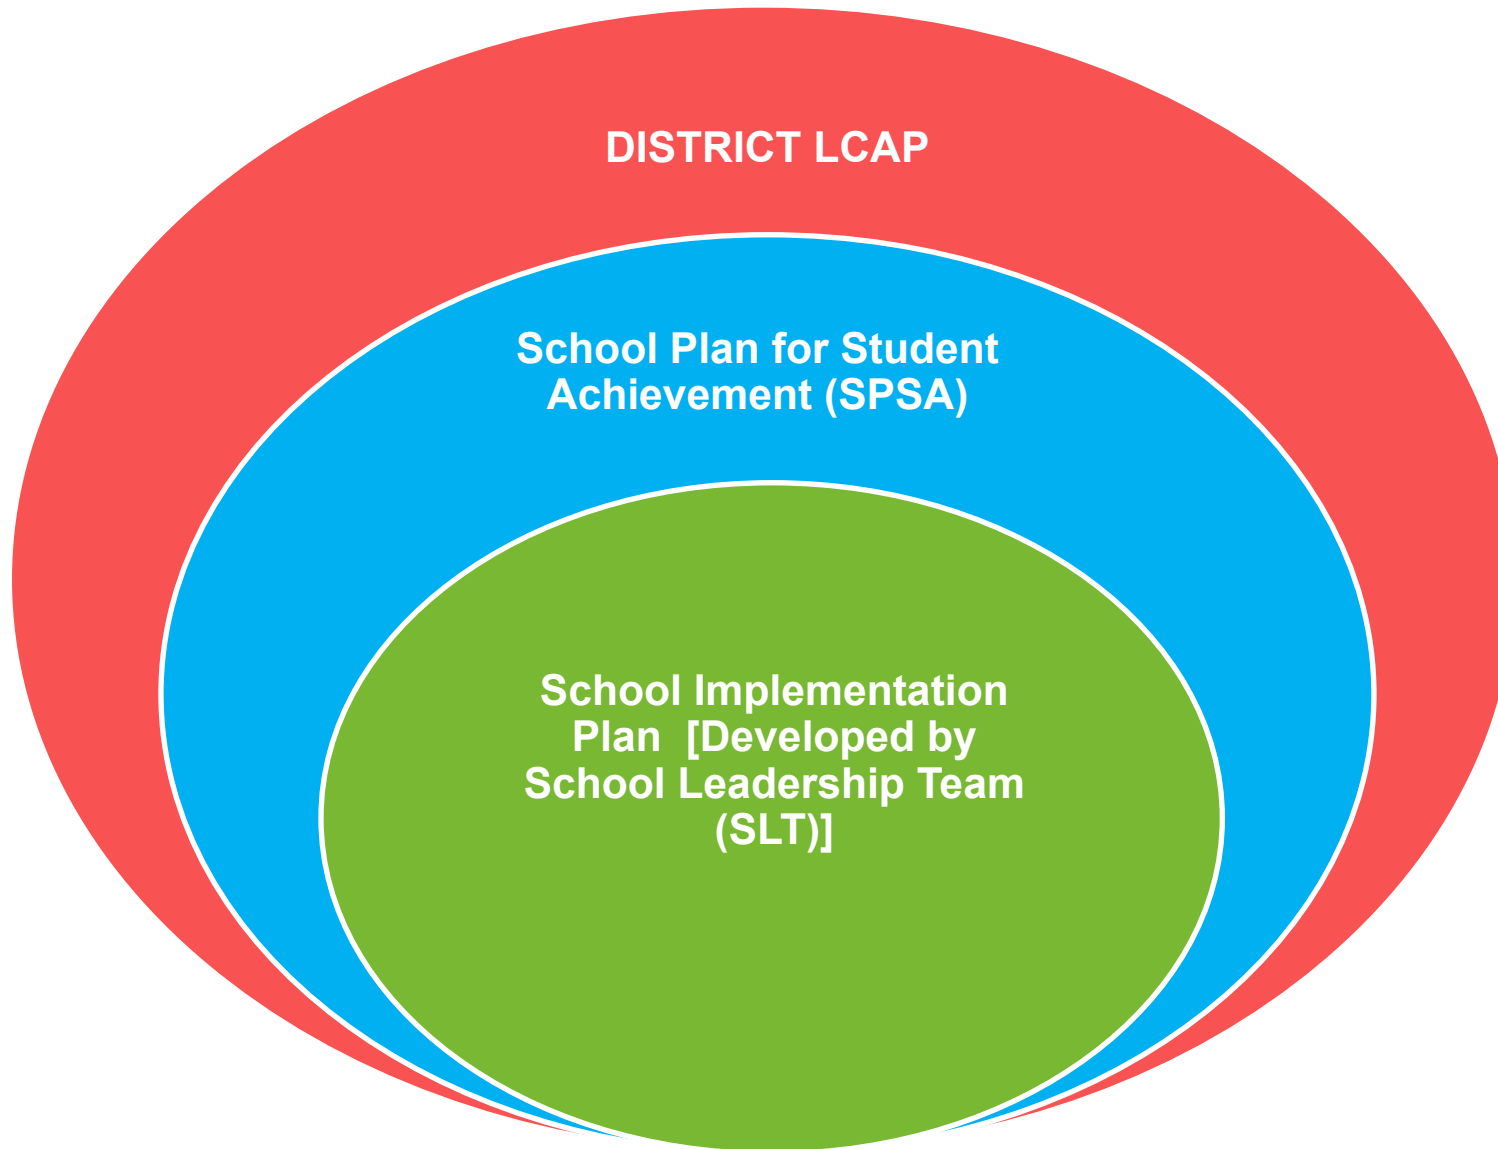 DISTRICT LCAP
School Plan for Student
Achievement (SPSA)
School Implementation
Plan  [Developed by
School Leadership Team
(SLT)]